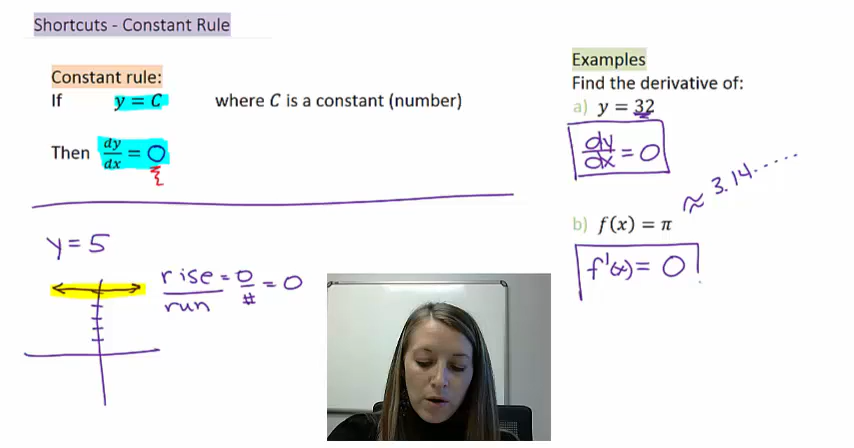 Shortcuts - Constant Rule
Constant rule:
If y = C where C is a constant (number)
Then dy/dx = 0
y = 5
rise/run = 0/# = 0
Examples
Find the derivative of:
a) y = 32
dy/dx = 0
≈ 3.14.....
b) f(x) = π
f'(x) = 0